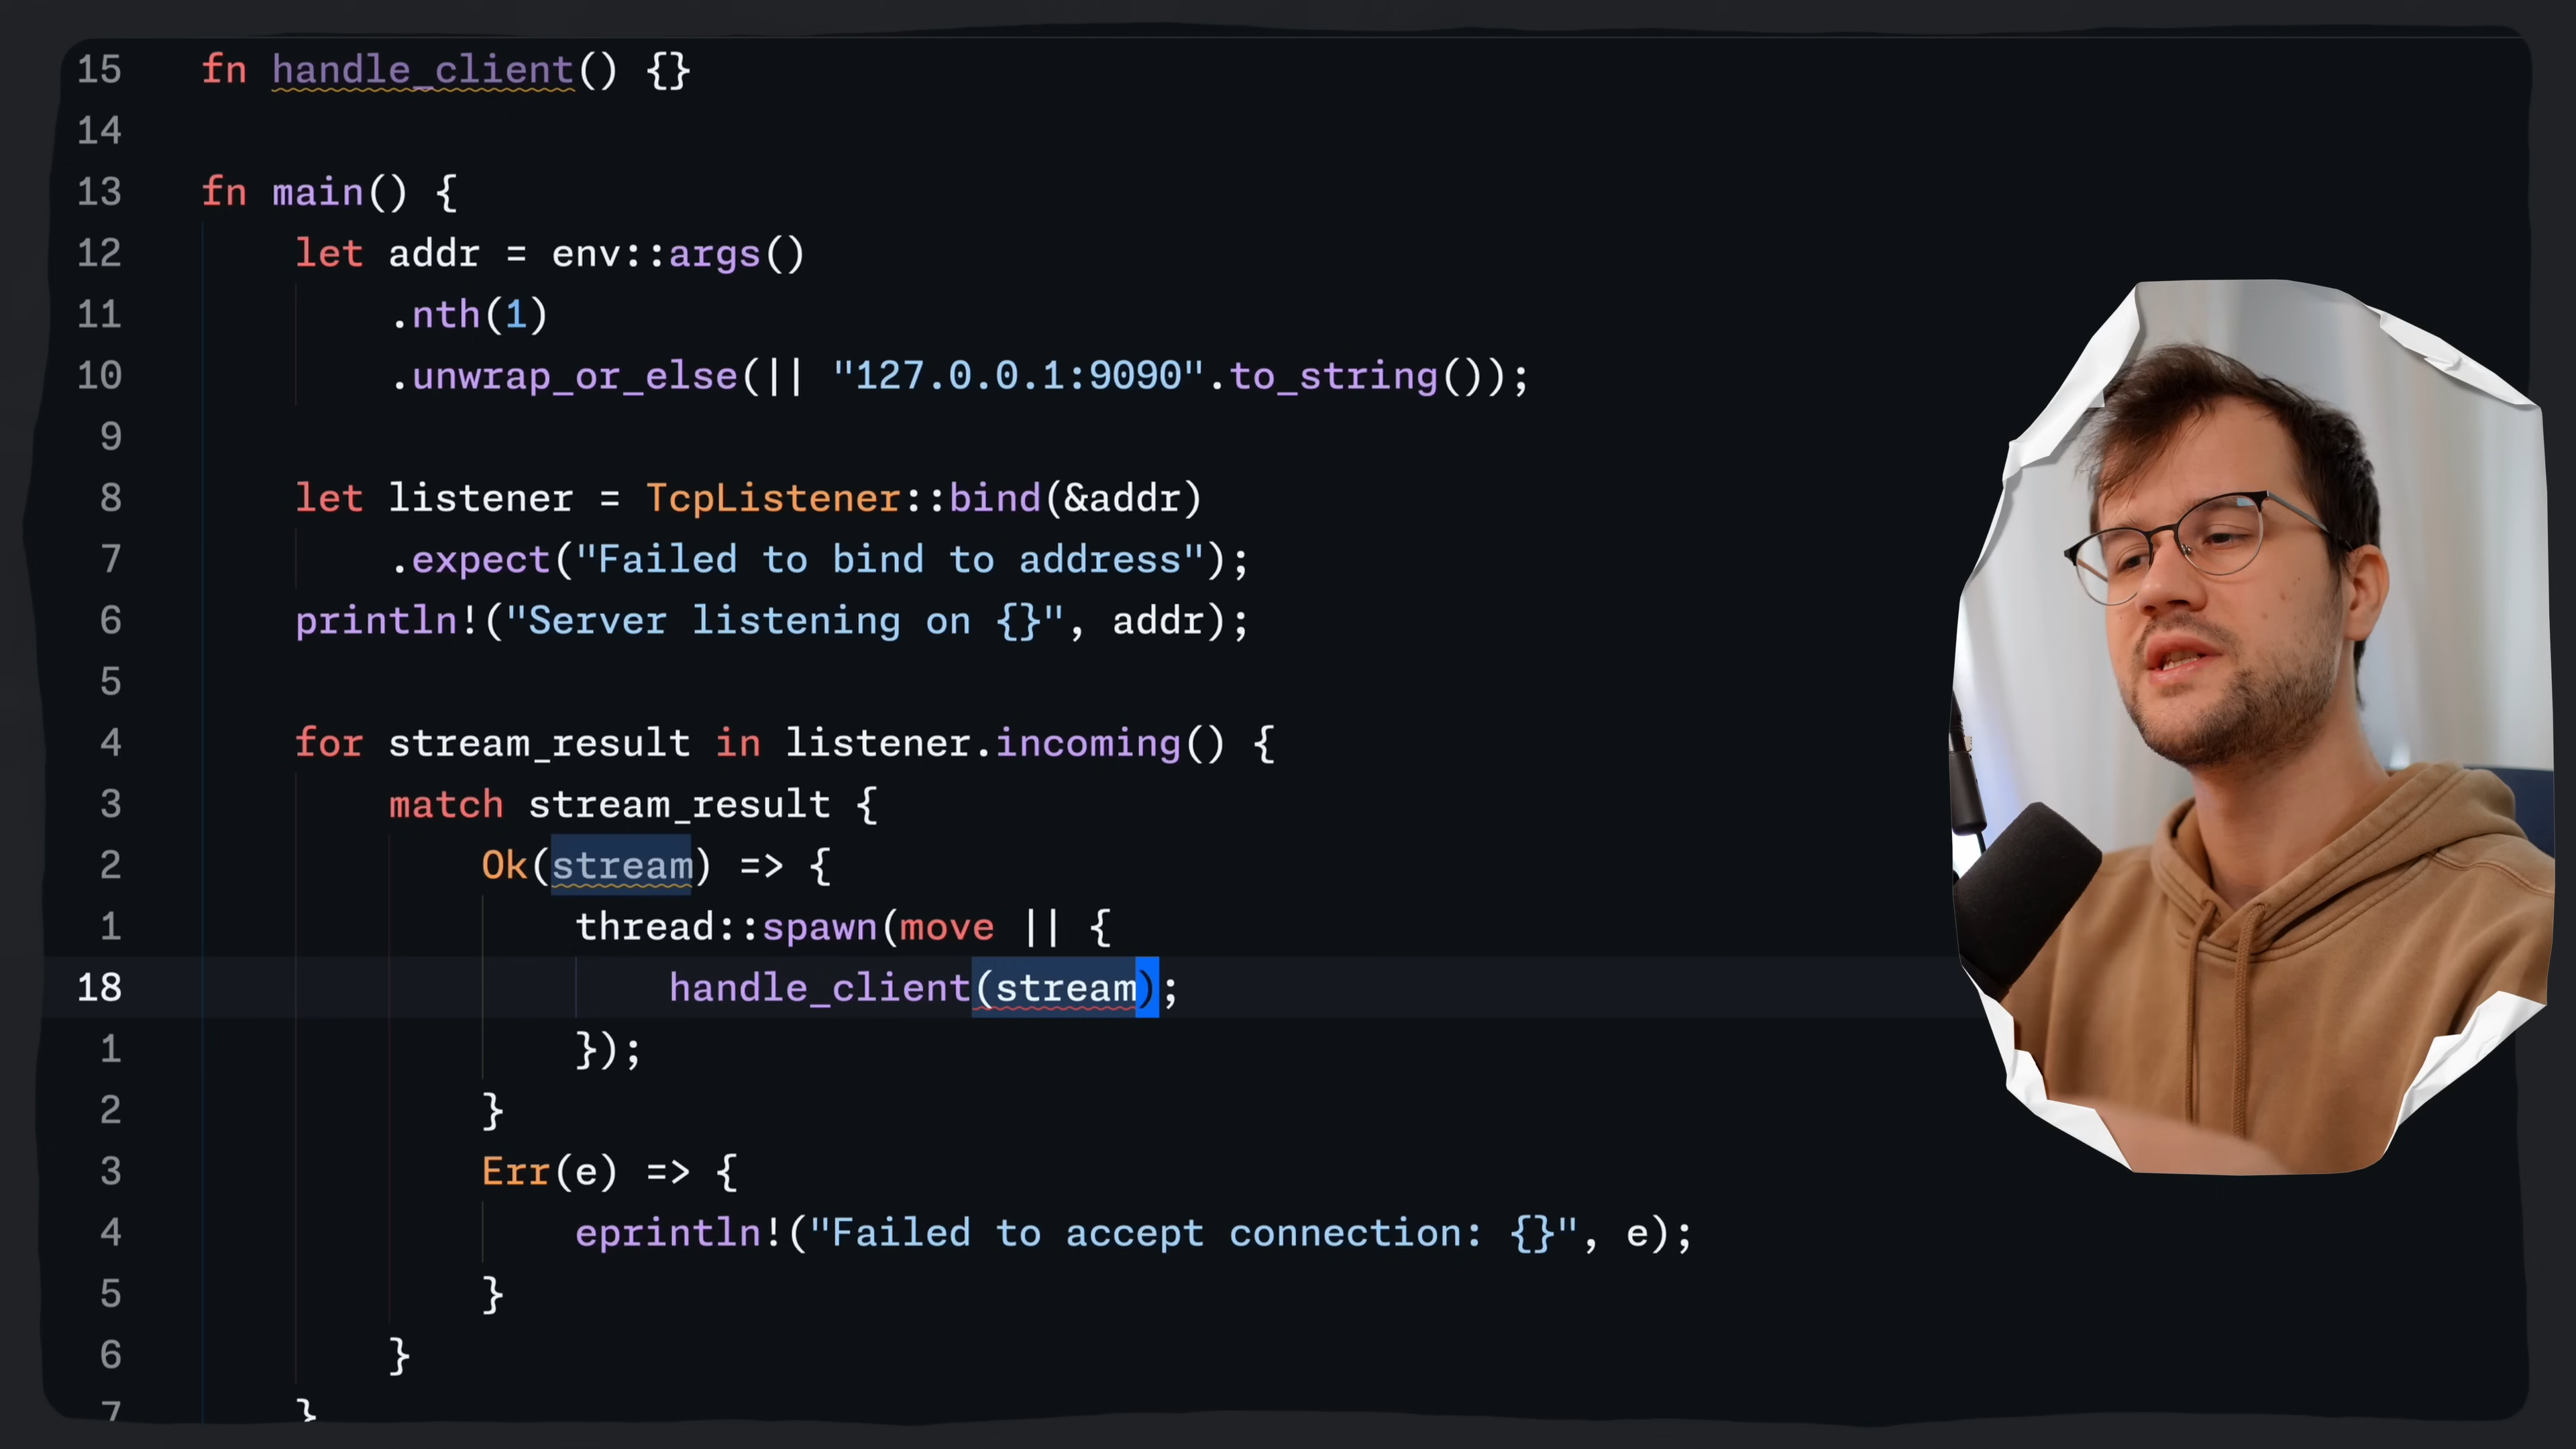 15 fn handle_client() {}
14
13 fn main() {
12 let addr = env::args()
11 .nth(1)
10 .unwrap_or_else(|| "127.0.0.1:9090".to_string());
9
8 let listener = TcpListener::bind(&addr)
7 .expect("Failed to bind to address");
6 println!("Server listening on {}", addr);
5
4 for stream_result in listener.incoming() {
3 match stream_result {
2 Ok(stream) => {
1 thread::spawn(move || {
18 handle_client(stream);
1 });
2 }
3 Err(e) => {
4 eprintln!("Failed to accept connection: {}", e);
5 }
6 }
7 }